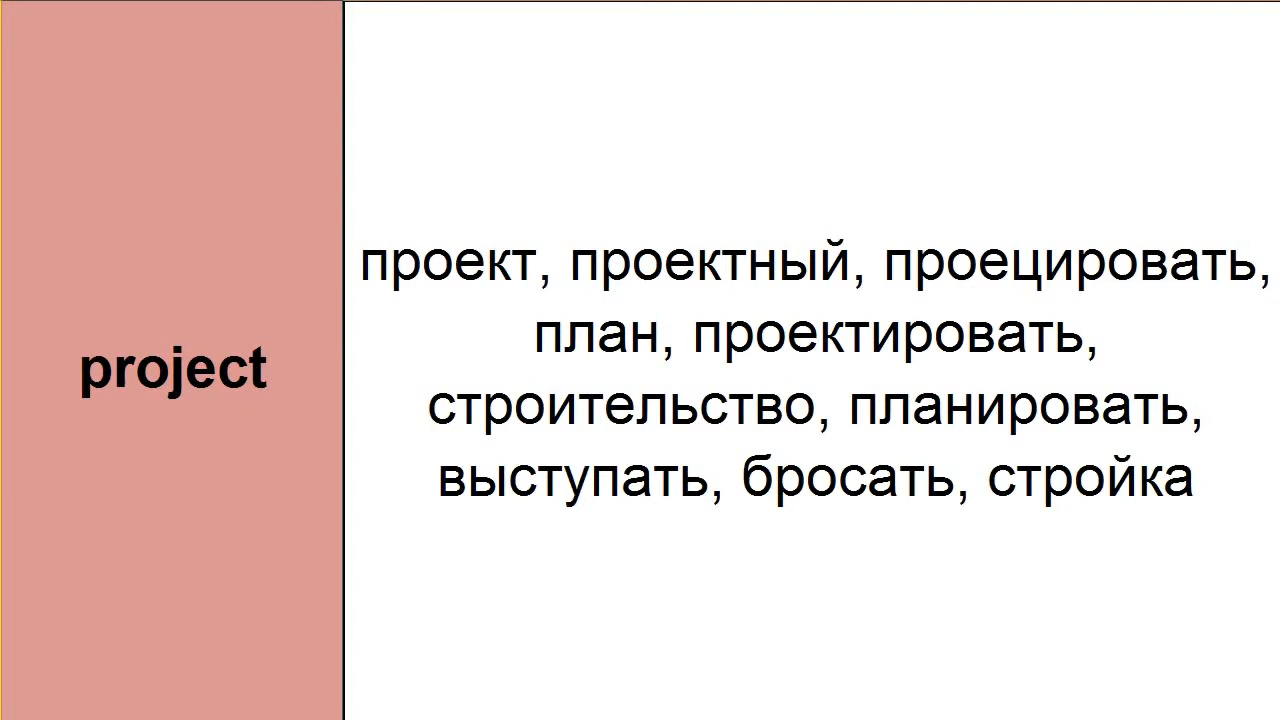 project
проект, проектный, проецировать,
план, проектировать,
строительство, планировать,
выступать, бросать, стройка